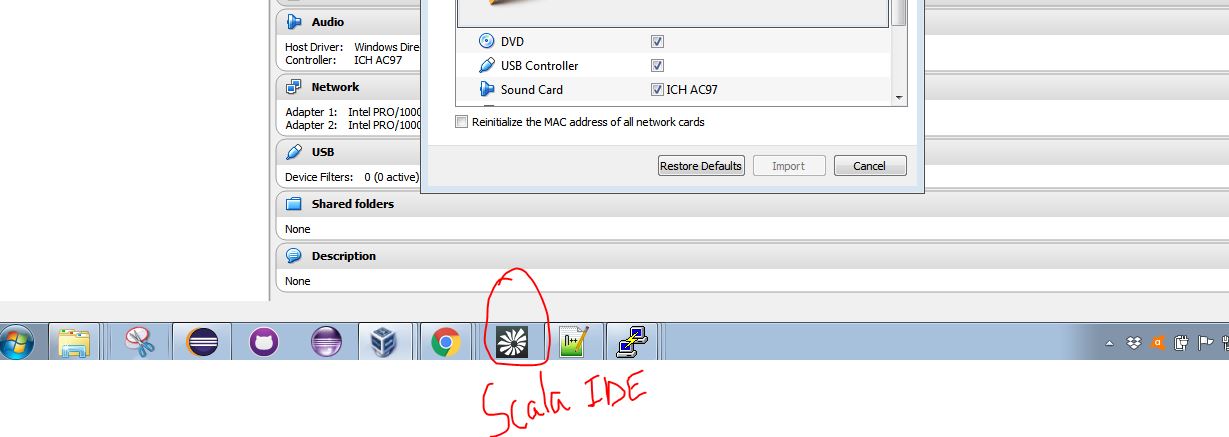 Audio
Host Driver: Windows Dire
Controller: ICH AC97
Network
Adapter 1: Intel PRO/1000
Adapter 2: Intel PRO/1000
USB
Device Filters: 0 (0 active)
Shared folders
None
Description
None
DVD
USB Controller
Sound Card ICH AC97
Reinitialize the MAC address of all network cards
Restore Defaults Import Cancel
n++
Scala IDE